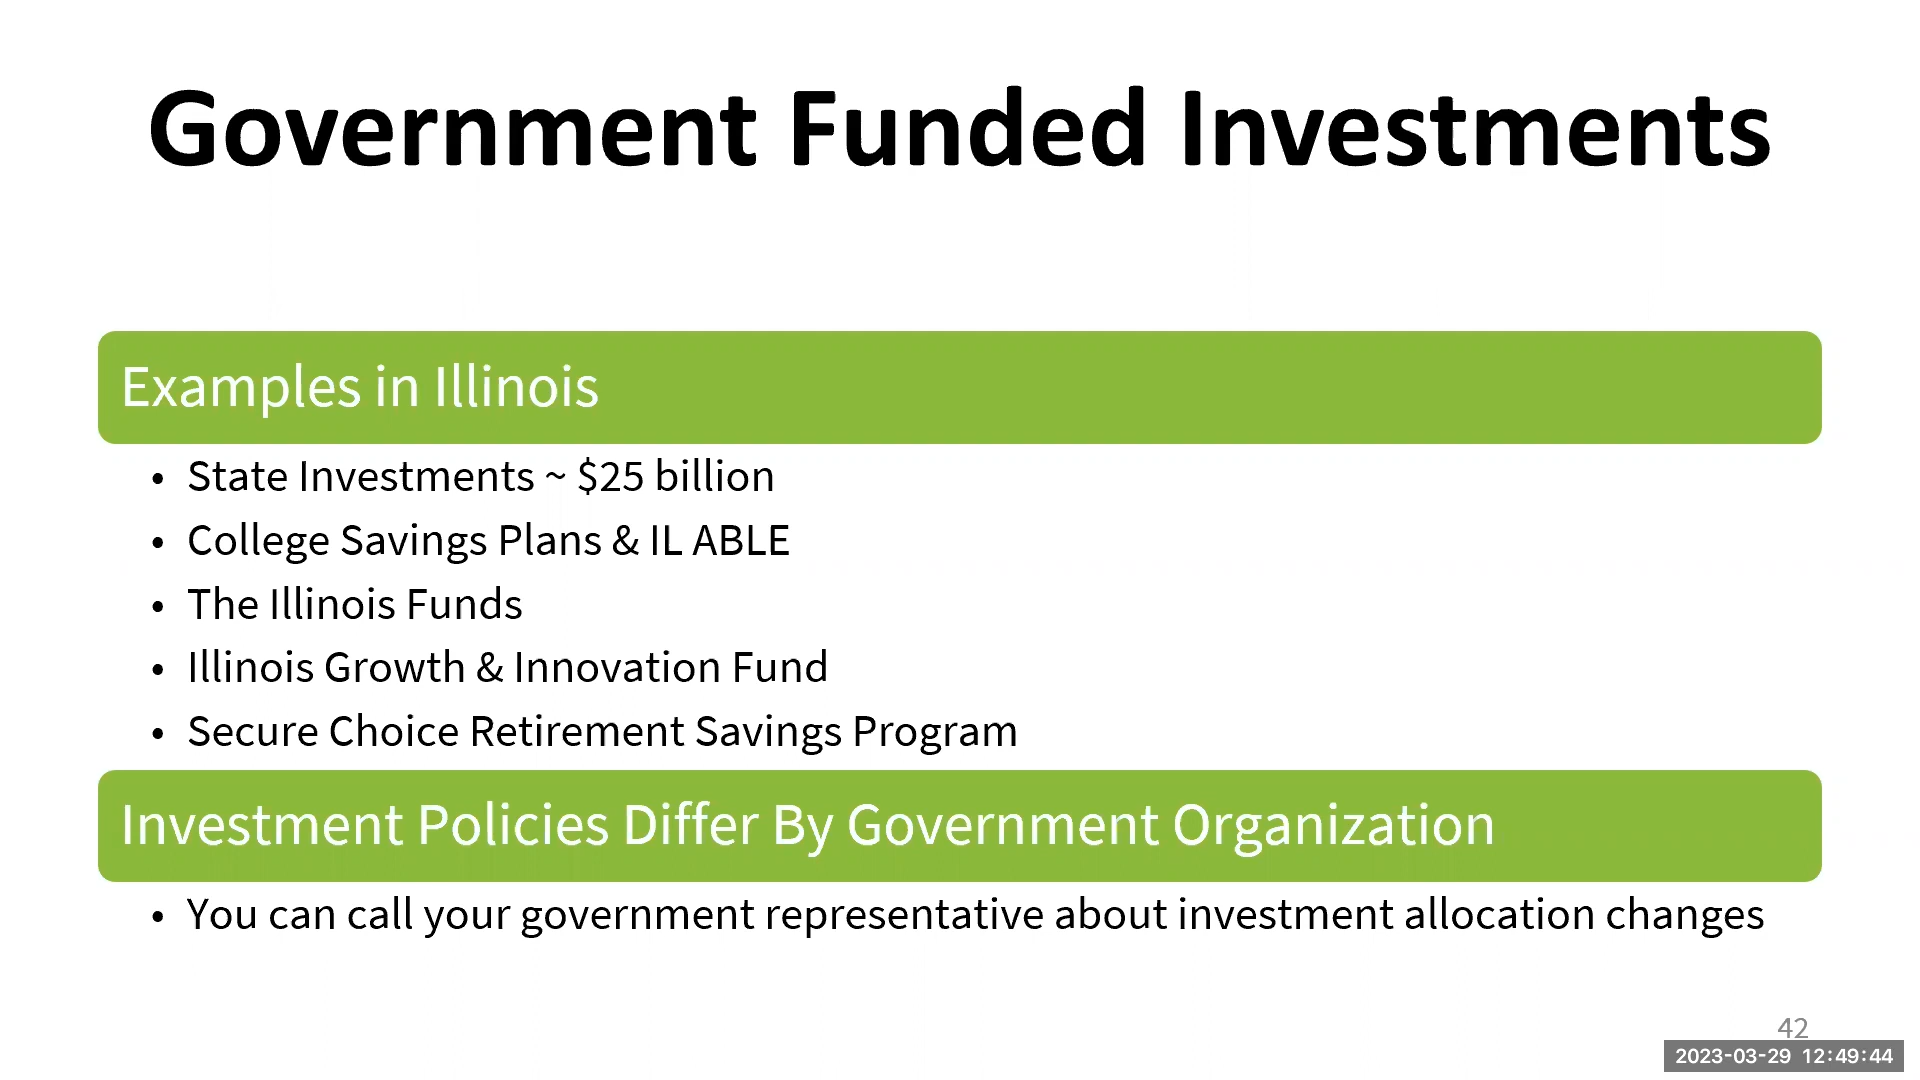 Government Funded Investments
Examples in Illinois
• State Investments ~ $25 billion
• College Savings Plans & IL ABLE
• The Illinois Funds
• Illinois Growth & Innovation Fund
• Secure Choice Retirement Savings Program
Investment Policies Differ By Government Organization
• You can call your government representative about investment allocation changes
42
2023-03-29 12:49:44